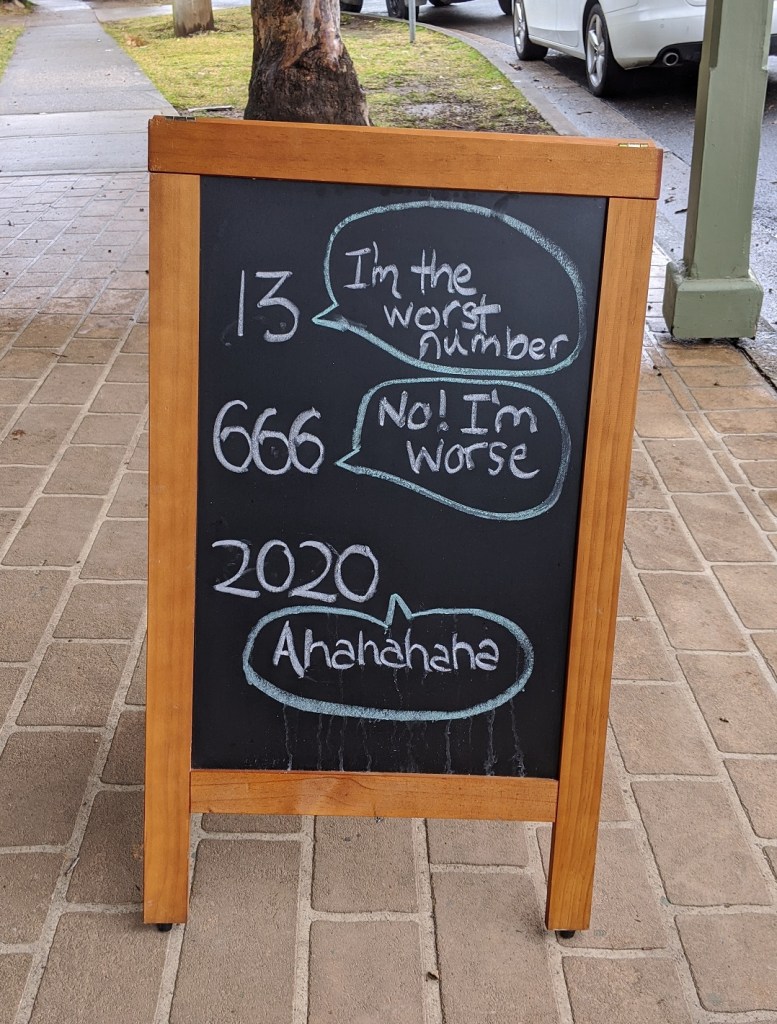 13
I'm the
worst
number
666
No! I'm
worse
2020
Ahahahaha